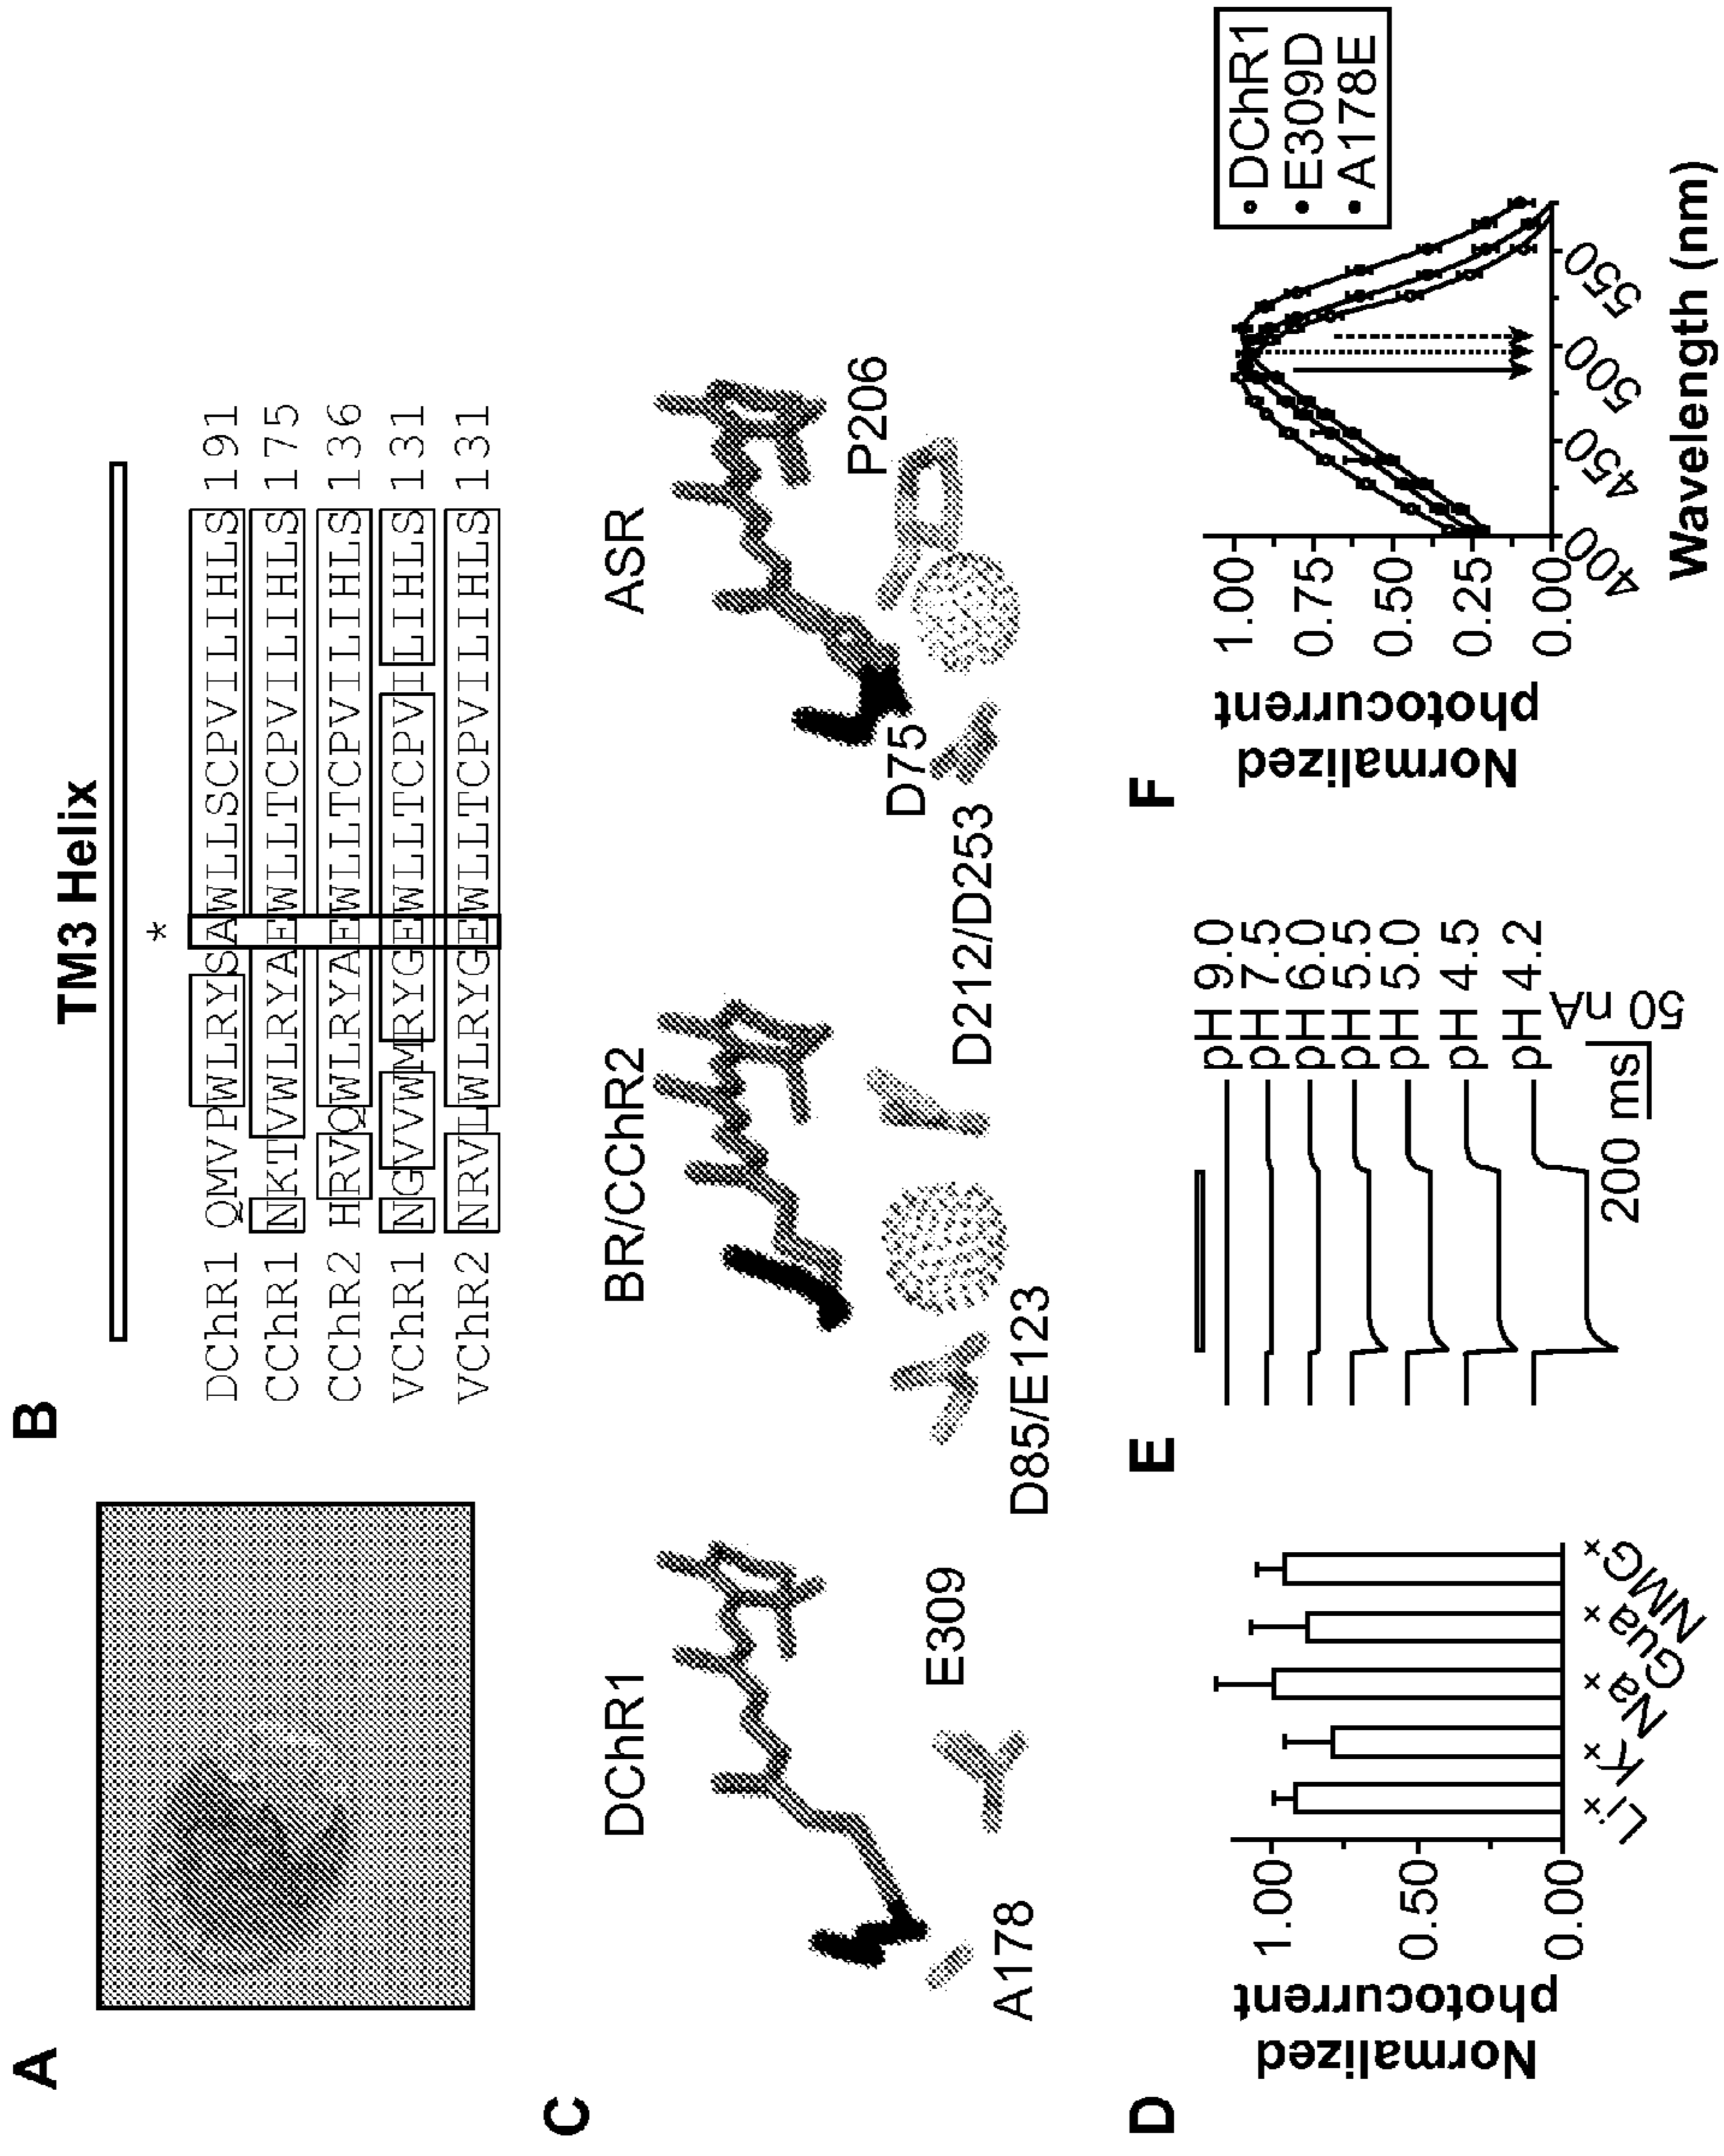 A
B
TM3 Helix
*
DChR1 QMVPWLRYSAWLLSCPVILIHLS 191
CChR1 NKTVWLRYAEWLLTCPVILIHLS 175
CChR2 HRVQWLRYAEWLLTCPVILIHLS 136
VChR1 NGVVWMRYGEWLLTCPVILIHLS 131
VChR2 NRVLWLRYGEWLLTCPVILIHLS 131
C
DChR1
A178
E309
BR/CChR2
D85/E123
D212/D253
ASR
D75
P206
D
Normalized
photocurrent
1.00
0.50
0.00
Li+
K+
Na+
Gua+
NMG+
E
pH 9.0
pH 7.5
pH 6.0
pH 5.5
pH 5.0
pH 4.5
pH 4.2
50 nA
200 ms
F
Normalized
photocurrent
1.00
0.75
0.50
0.25
0.00
400
450
500
550
Wavelength (nm)
DChR1
E309D
A178E